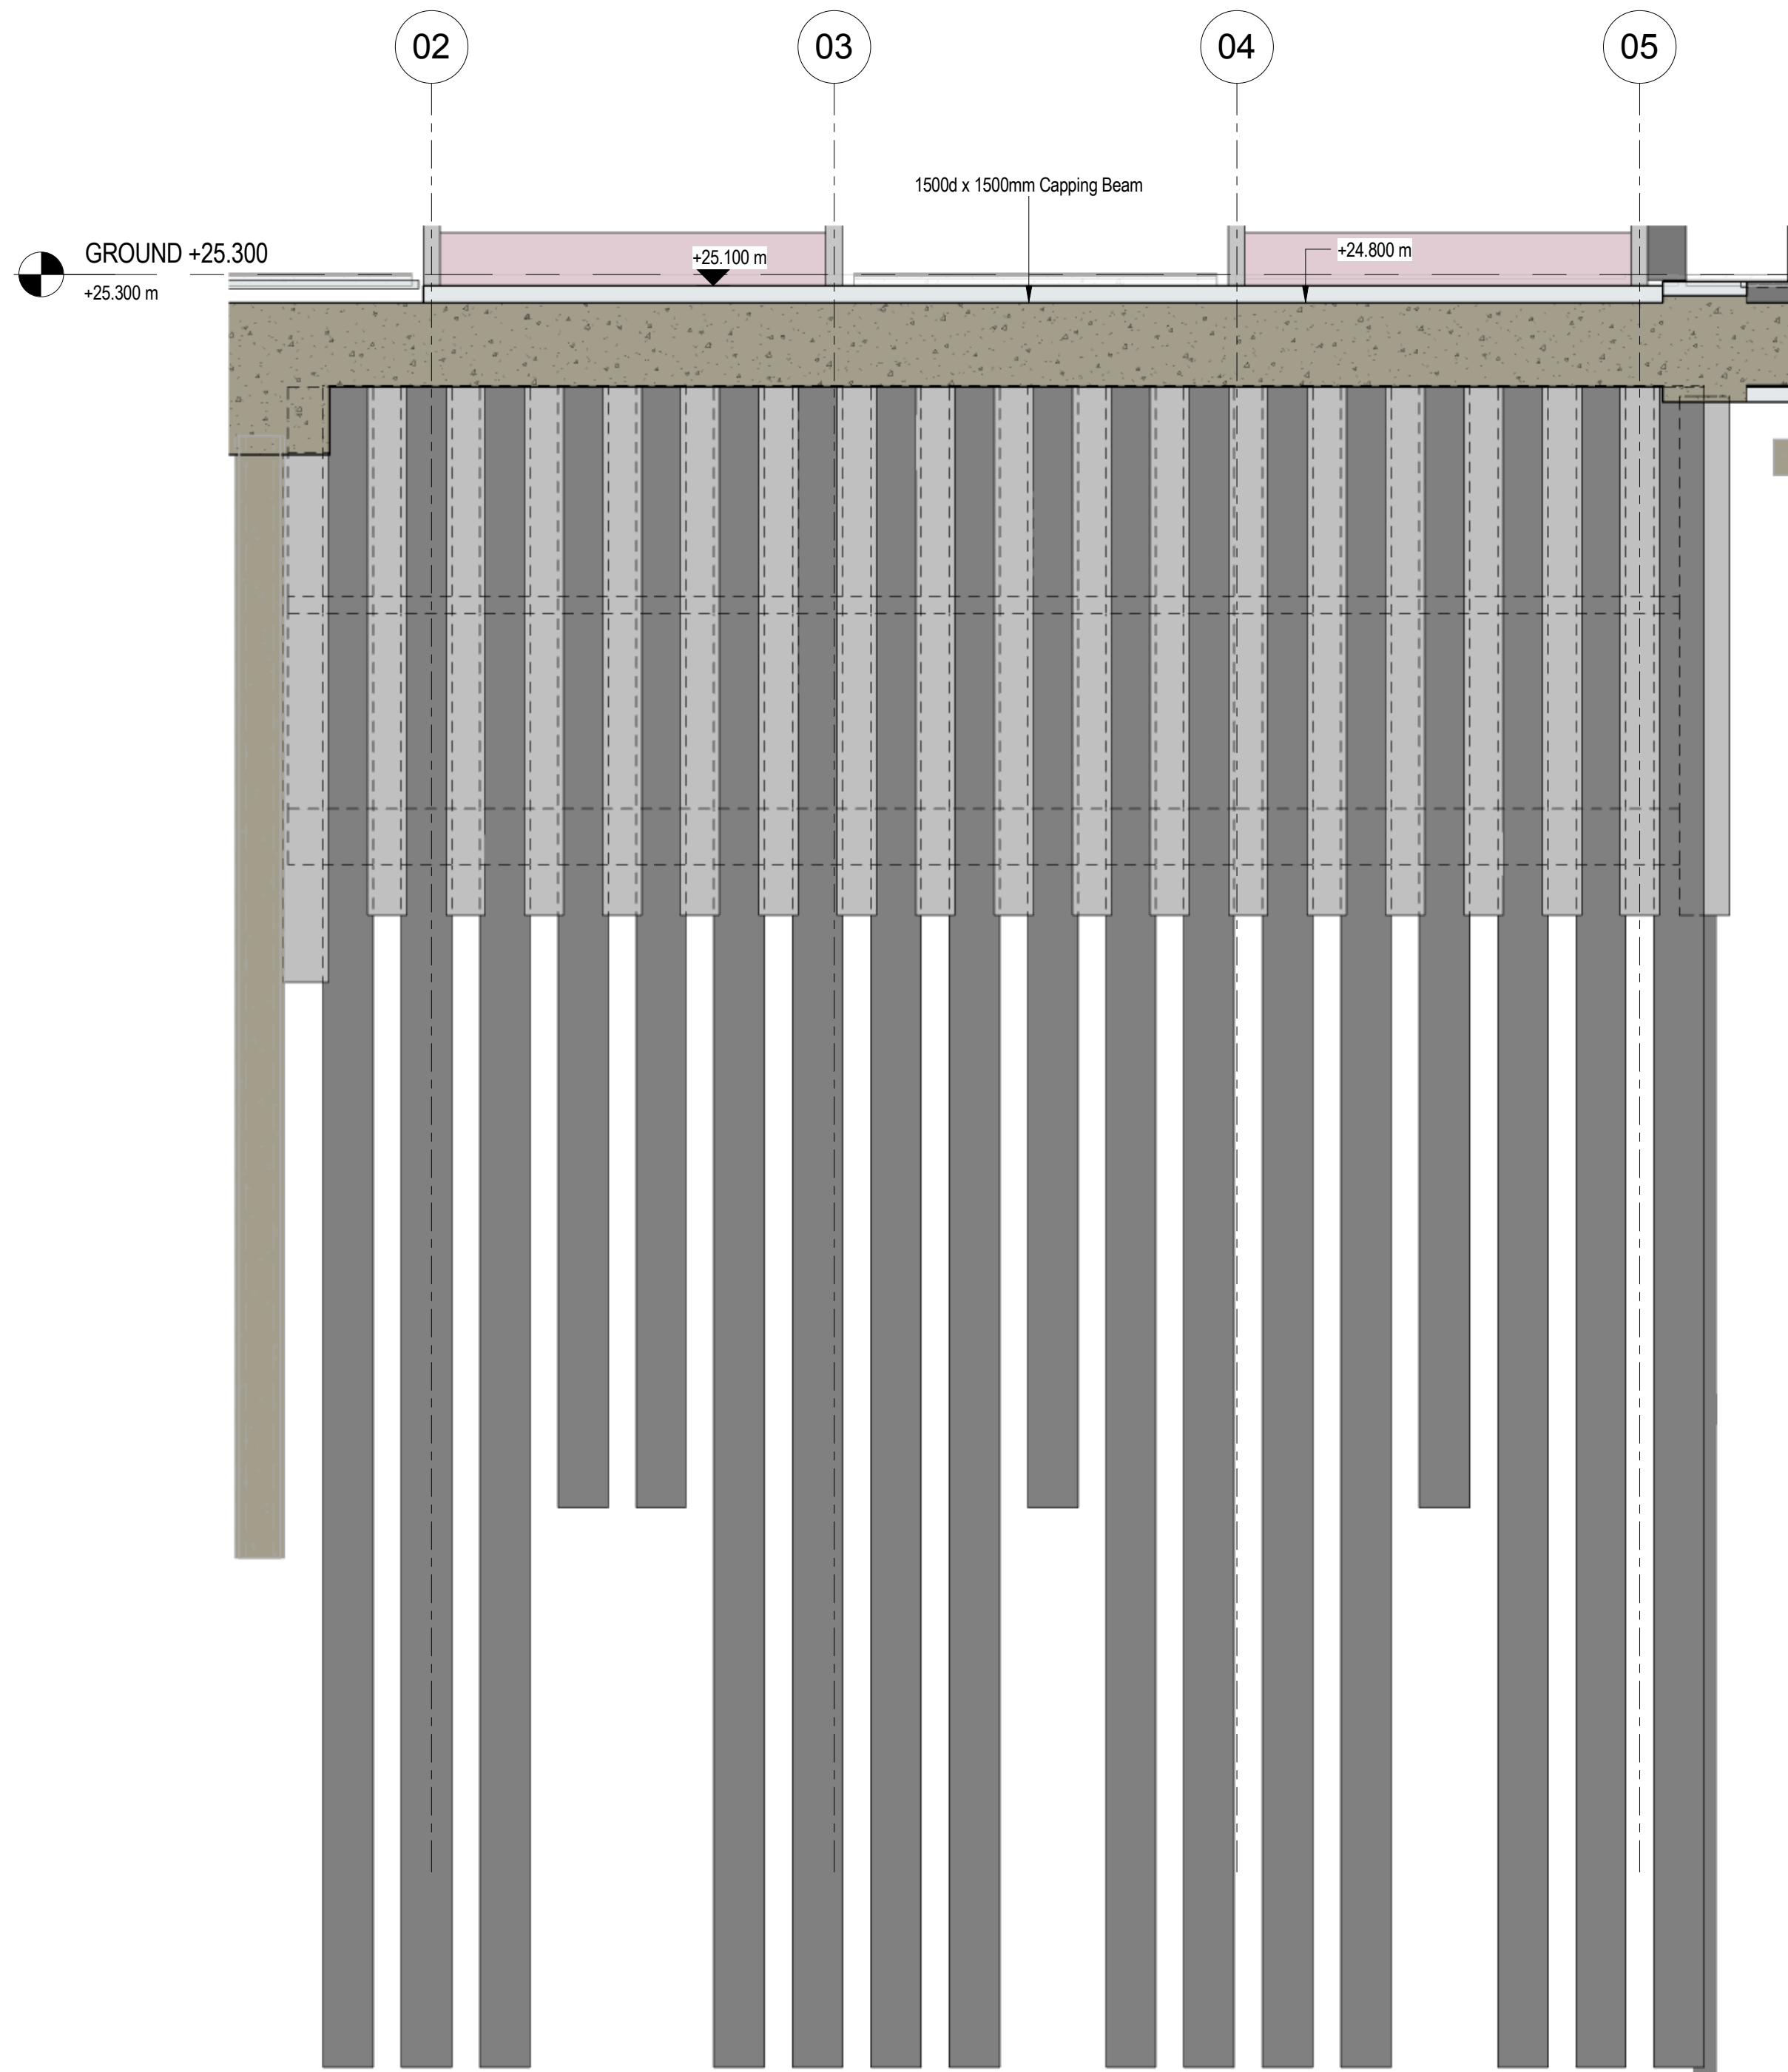 02
03
04
05
1500d x 1500mm Capping Beam
GROUND +25.300
+25.300 m
+25.100 m
+24.800 m